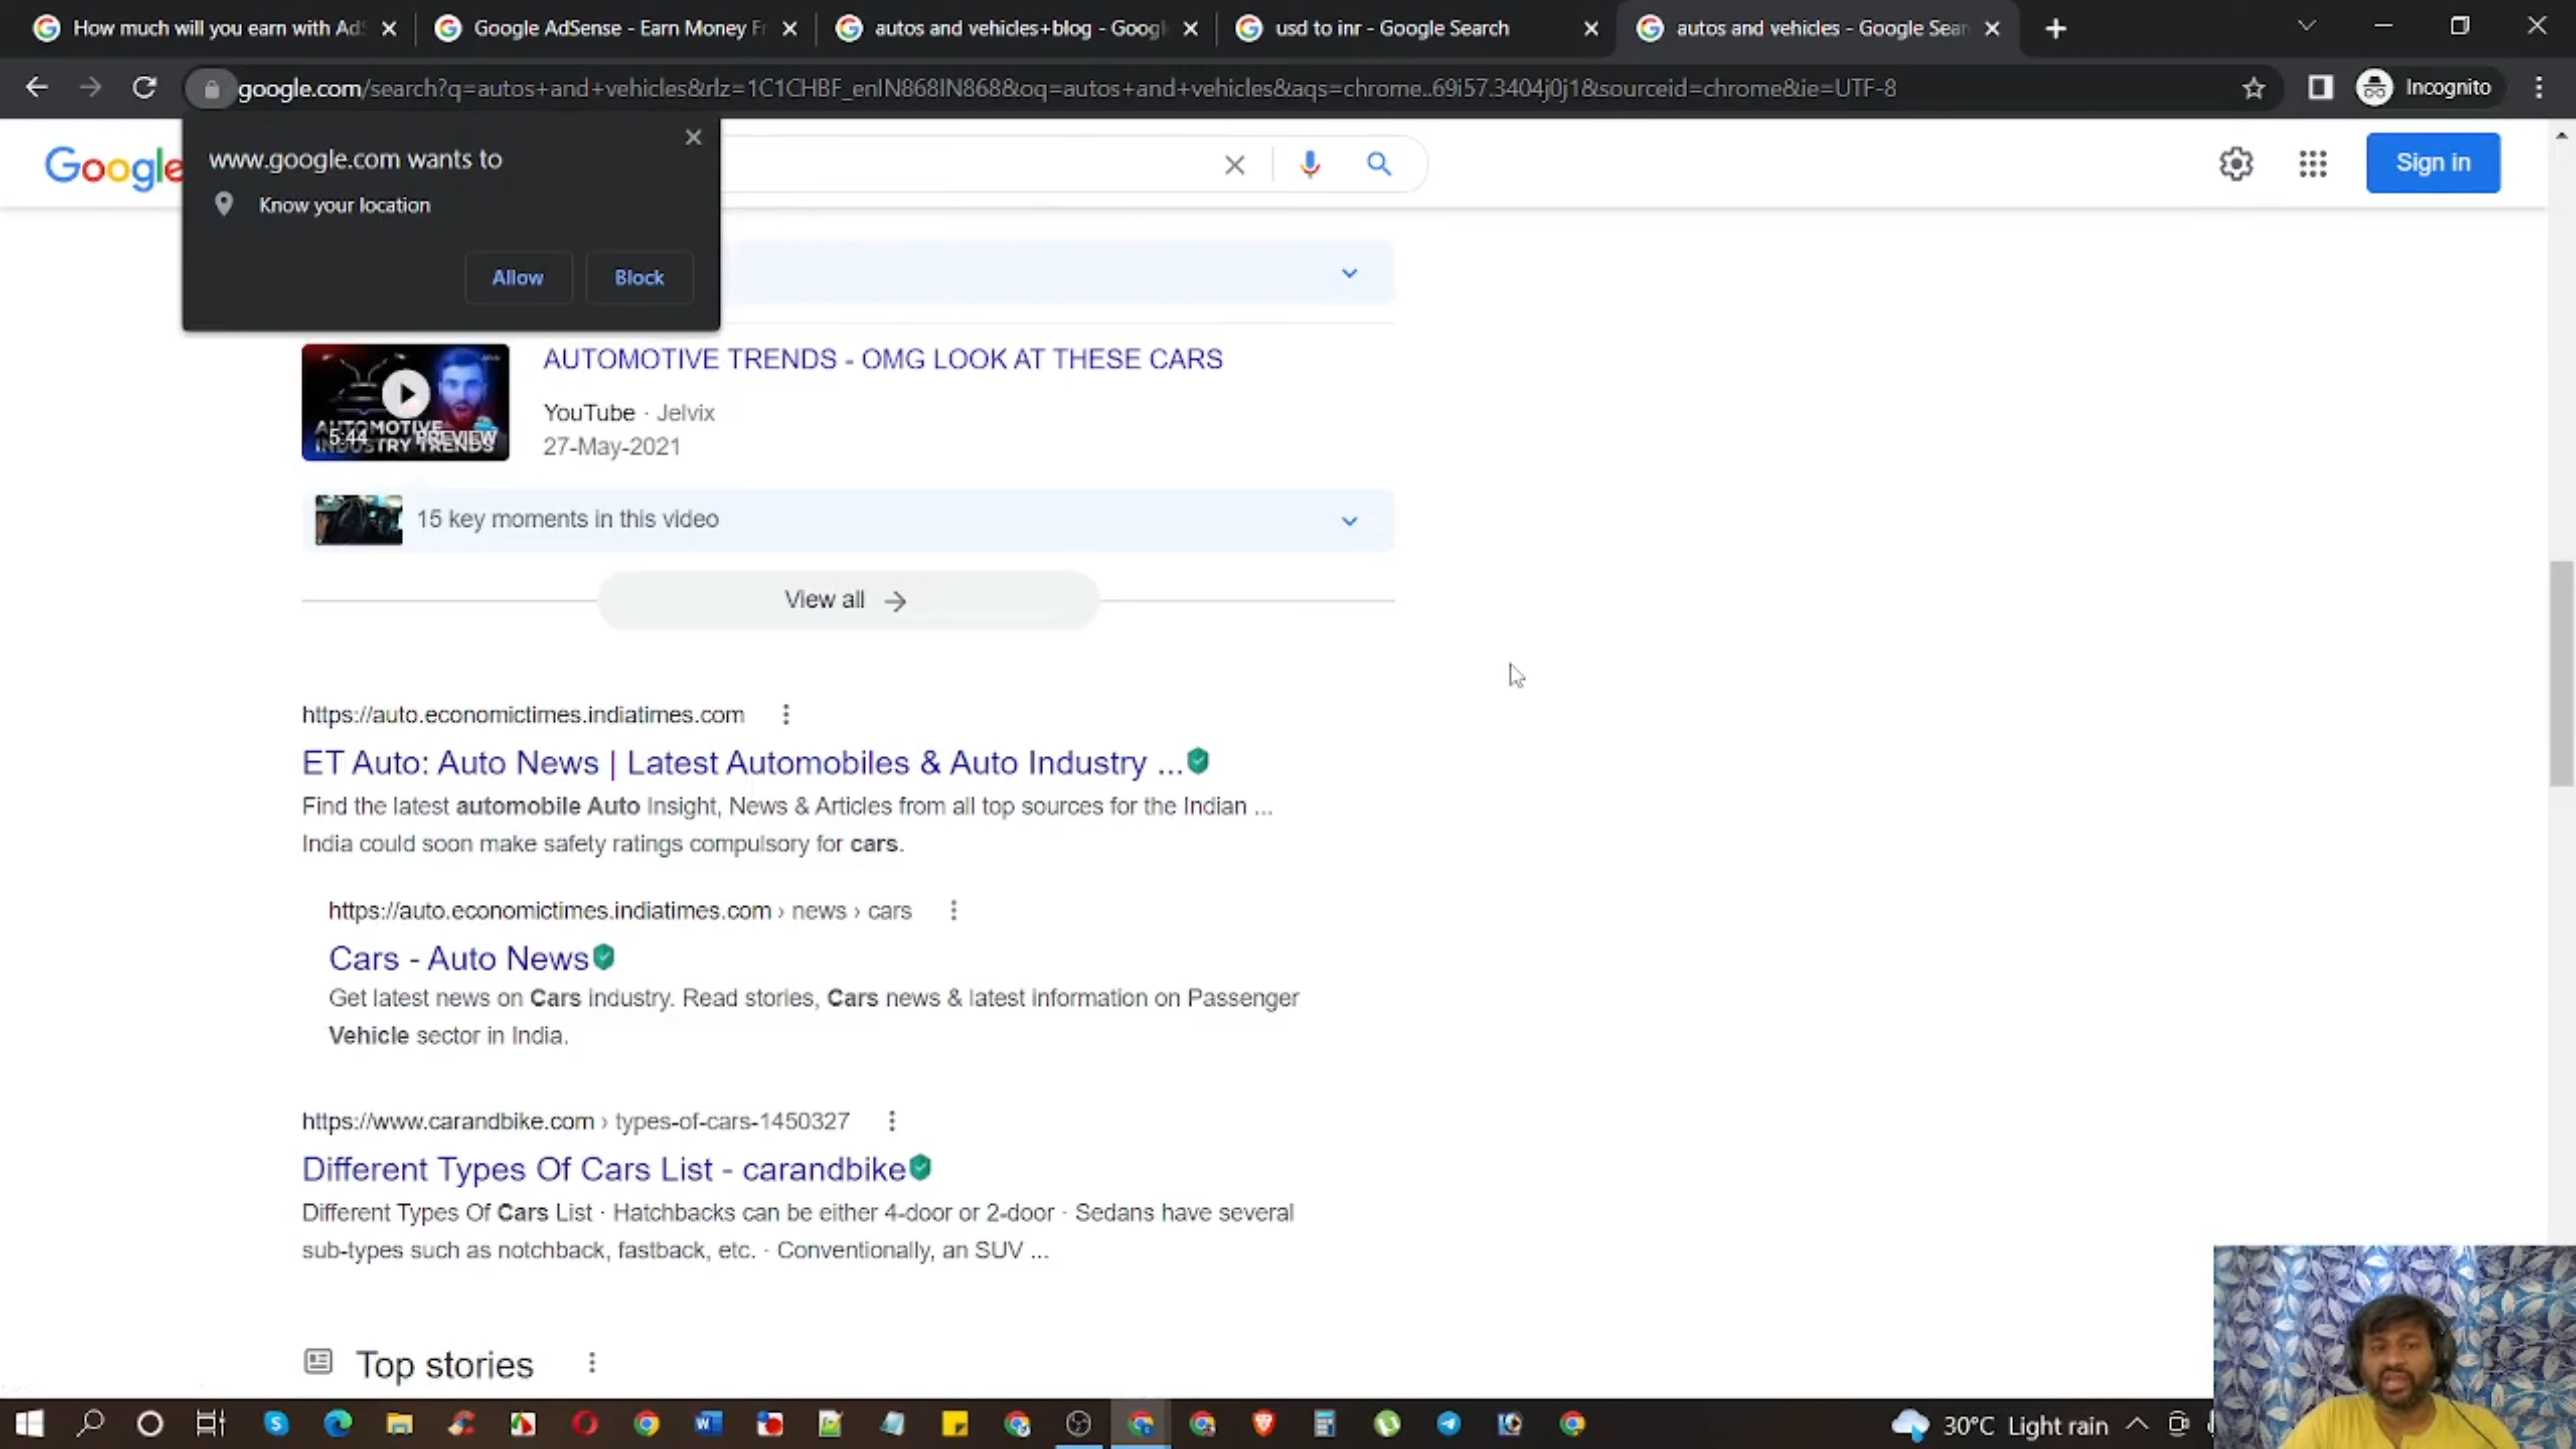 How much will you earn with Ad
Google AdSense - Earn Money Fr
autos and vehicles+blog - Googl
usd to inr - Google Search
autos and vehicles - Google Sear
google.com/search?q=autos+and+vehicles&rlz=1C1CHBF_enIN868IN868&oq=autos+and+vehicles&aqs=chrome..69i57.3404j0j1&sourceid=chrome&ie=UTF-8
Incognito
www.google.com wants to
Know your location
Allow
Block
Google
Sign in
AUTOMOTIVE
INDUSTRY TRENDS
5:44
PREVIEW
AUTOMOTIVE TRENDS - OMG LOOK AT THESE CARS
YouTube · Jelvix
27-May-2021
15 key moments in this video
View all
https://auto.economictimes.indiatimes.com
ET Auto: Auto News | Latest Automobiles & Auto Industry ...
Find the latest automobile Auto Insight, News & Articles from all top sources for the Indian ...
India could soon make safety ratings compulsory for cars.
https://auto.economictimes.indiatimes.com › news › cars
Cars - Auto News
Get latest news on Cars industry. Read stories, Cars news & latest information on Passenger
Vehicle sector in India.
https://www.carandbike.com › types-of-cars-1450327
Different Types Of Cars List - carandbike
Different Types Of Cars List · Hatchbacks can be either 4-door or 2-door · Sedans have several
sub-types such as notchback, fastback, etc. · Conventionally, an SUV ...
Top stories
30°C Light rain